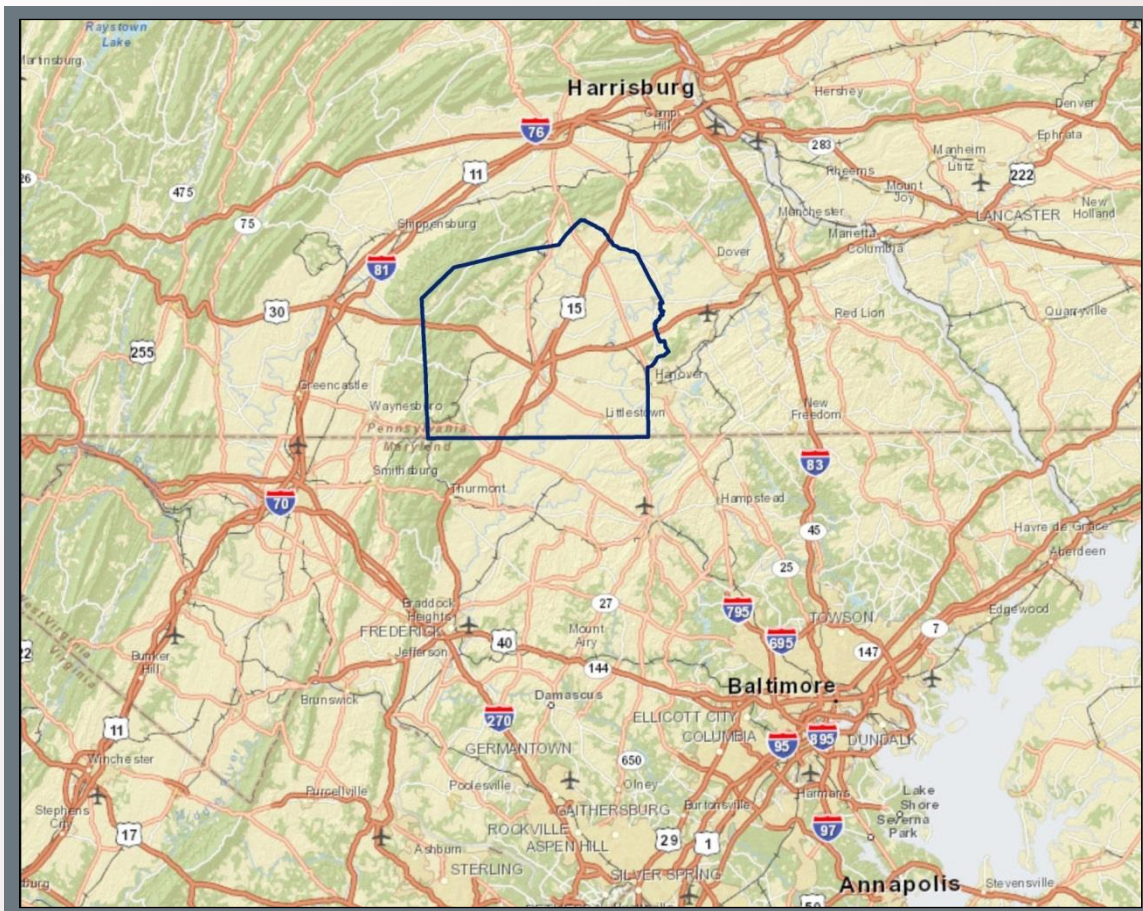 Raystown
Lake
Harrisburg
Hershey
Camp
Hill
Denver
Ephrata
76
283
Manheim
Lititz
222
11
Rheems
Mount
Joy
New
Holland
475
26
Manchester
LANCASTER
75
Shippensburg
Marietta
Columbia
Dover
81
30
15
Red Lion
Quarryville
255
Greencastle
Hanover
Waynesboro
Littlestown
New
Freedom
Pennsylvania
Maryland
Smithsburg
83
Thurmont
Hampstead
70
Havre de Grace
Aberdeen
45
25
Braddock
Heights
27
795
Edgewood
FREDERICK
Mount
Airy
TOWSON
7
40
695
22
Jefferson
144
147
Bunker
Hill
Brunswick
Damascus
Baltimore
270
ELLICOTT CITY
COLUMBIA
11
GERMANTOWN
95
895
DUNDALK
Winchester
650
Poolesville
Olney
Purcellville
GAITHERSBURG
Burtonsville
Harmans
Lake
Shore
Stephens
City
17
ROCKVILLE
ASPEN HILL
29
1
97
Severna
Park
Ashburn
STERLING
SILVER SPRING
Annapolis
Stevensville
50